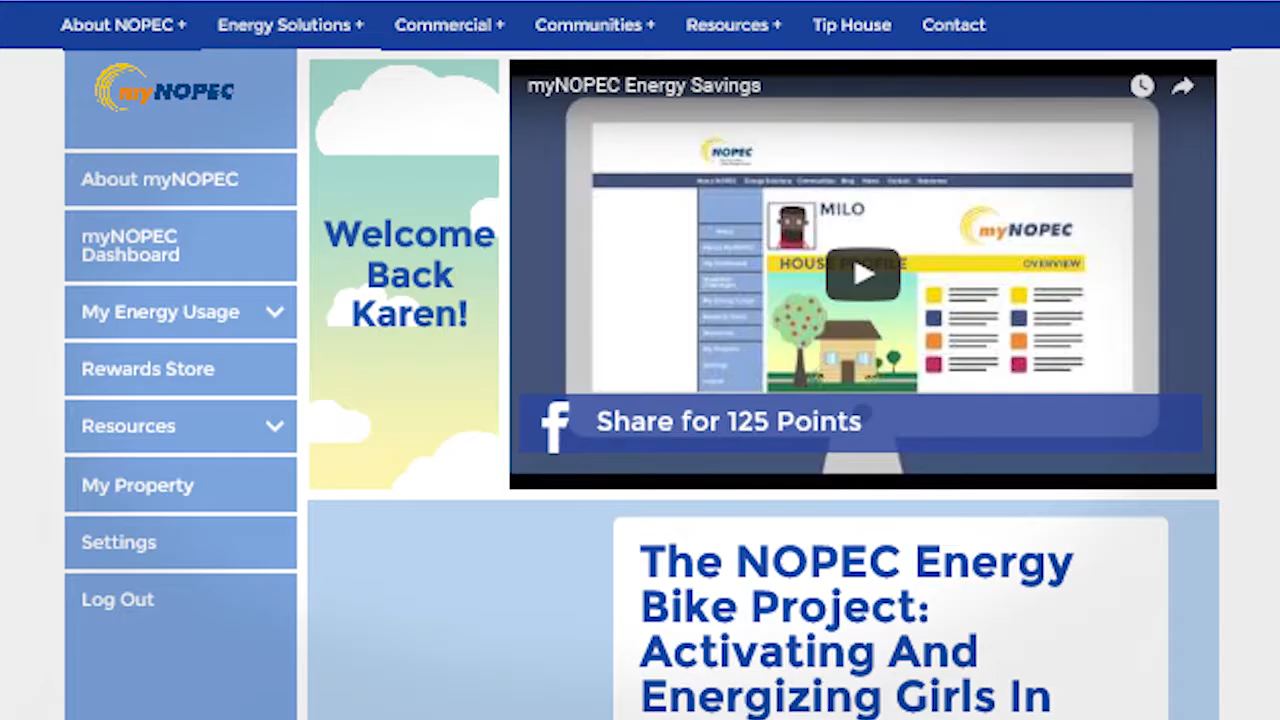 About NOPEC + Energy Solutions + Commercial + Communities + Resources + Tip House Contact
myNOPEC
About myNOPEC
myNOPEC
Dashboard
My Energy Usage
Rewards Store
Resources
My Property
Settings
Log Out
Welcome
Back
Karen!
myNOPEC Energy Savings
NOPEC
MILO
myNOPEC
HOUSE PROFILE
OVERVIEW
Share for 125 Points
The NOPEC Energy
Bike Project:
Activating And
Energizing Girls In